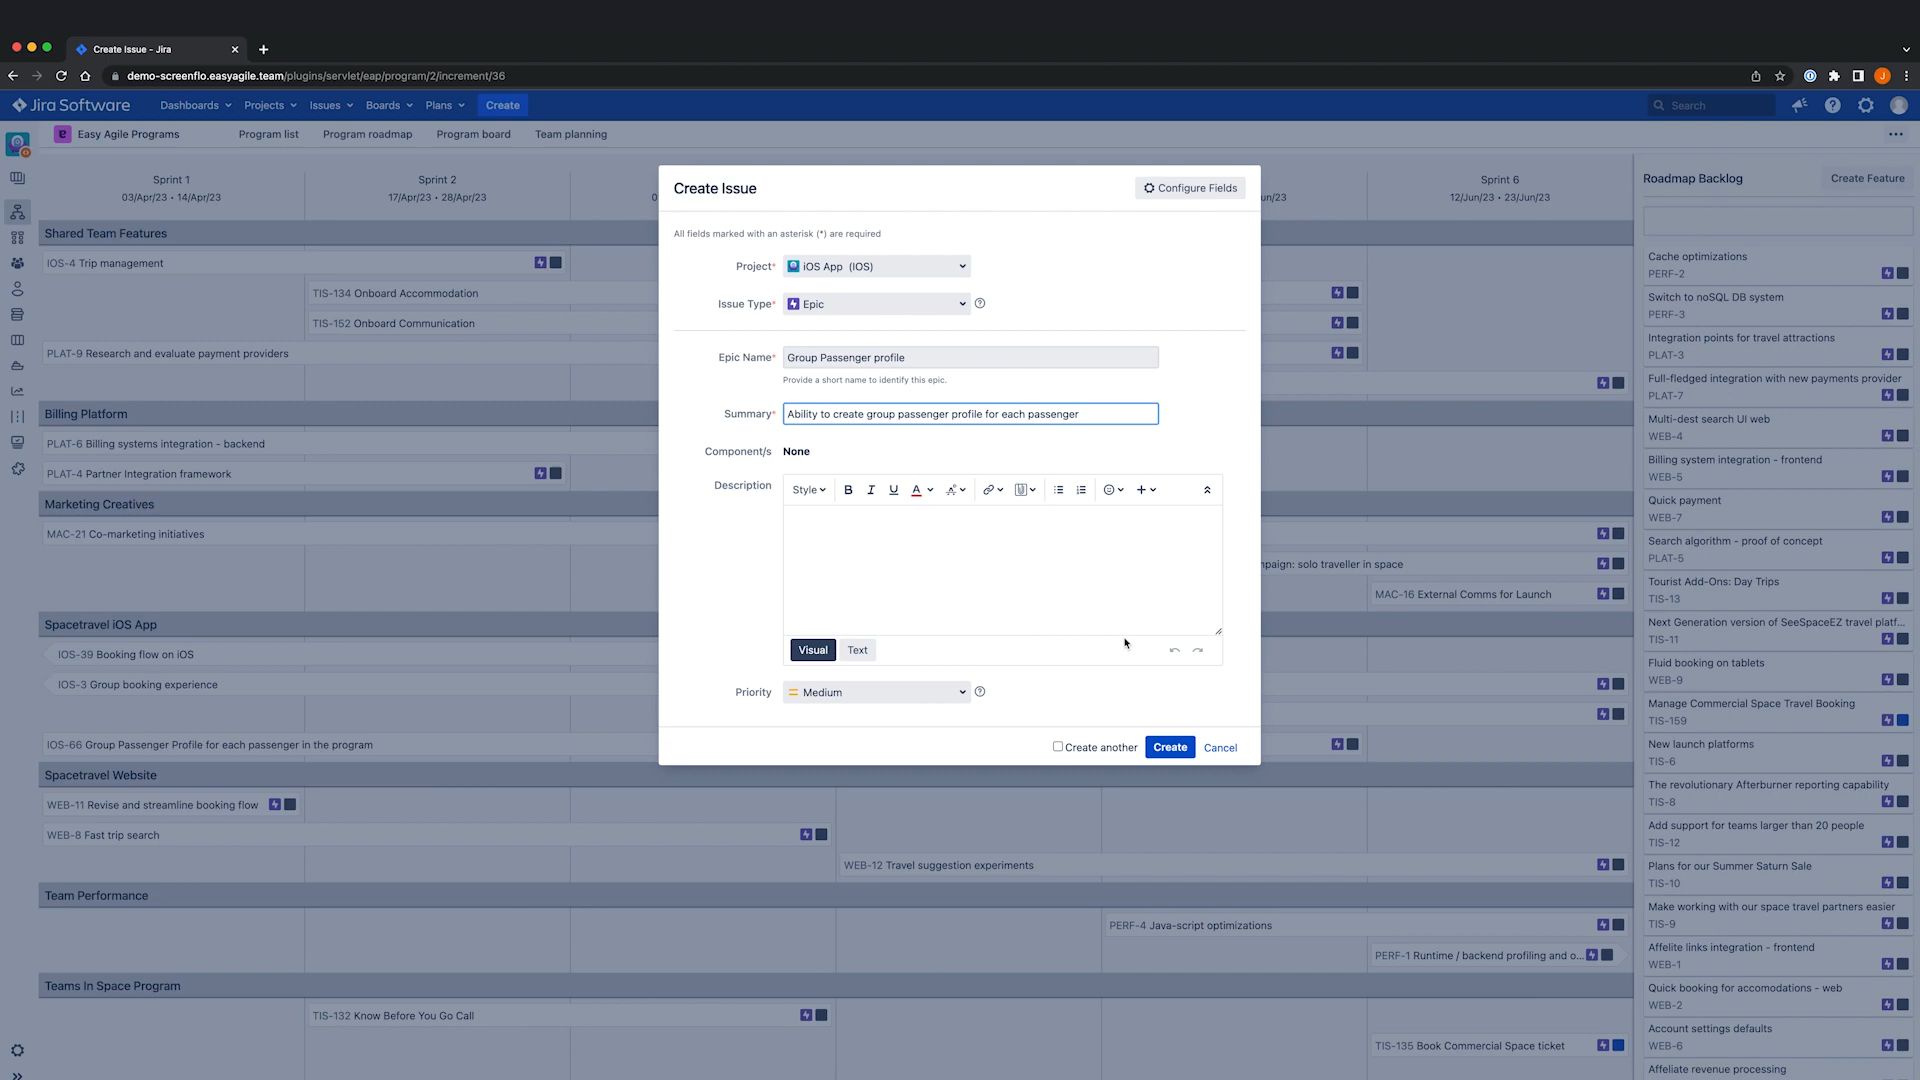 Create Issue - Jira
demo-screenflo.easyagile.team/plugins/servlet/eap/program/2/increment/36
J
Jira Software
Dashboards
Projects
Issues
Boards
Plans
Create
Search
e
Easy Agile Programs
Program list
Program roadmap
Program board
Team planning
Sprint 1
03/Apr/23 • 14/Apr/23
Sprint 2
17/Apr/23 • 28/Apr/23
0
un/23
Sprint 6
12/Jun/23 • 23/Jun/23
Shared Team Features
IOS-4 Trip management
TIS-134 Onboard Accommodation
TIS-152 Onboard Communication
PLAT-9 Research and evaluate payment providers
Billing Platform
PLAT-6 Billing systems integration - backend
PLAT-4 Partner Integration framework
Marketing Creatives
MAC-21 Co-marketing initiatives
npaign: solo traveller in space
MAC-16 External Comms for Launch
Spacetravel iOS App
IOS-39 Booking flow on iOS
IOS-3 Group booking experience
IOS-66 Group Passenger Profile for each passenger in the program
Spacetravel Website
WEB-11 Revise and streamline booking flow
WEB-8 Fast trip search
WEB-12 Travel suggestion experiments
Team Performance
PERF-4 Java-script optimizations
PERF-1 Runtime / backend profiling and o...
Teams In Space Program
TIS-132 Know Before You Go Call
TIS-135 Book Commercial Space ticket
Create Issue
Configure Fields
All fields marked with an asterisk (*) are required
Project*
iOS App (IOS)
Issue Type*
Epic
Epic Name*
Group Passenger profile
Provide a short name to identify this epic.
Summary*
Ability to create group passenger profile for each passenger
Component/s
None
Description
Style
B
I
U
A
Visual
Text
Priority
Medium
Create another
Create
Cancel
Roadmap Backlog
Create Feature
Cache optimizations
PERF-2
Switch to noSQL DB system
PERF-3
Integration points for travel attractions
PLAT-3
Full-fledged integration with new payments provider
PLAT-7
Multi-dest search UI web
WEB-4
Billing system integration - frontend
WEB-5
Quick payment
WEB-7
Search algorithm - proof of concept
PLAT-5
Tourist Add-Ons: Day Trips
TIS-13
Next Generation version of SeeSpaceEZ travel platf...
TIS-11
Fluid booking on tablets
WEB-9
Manage Commercial Space Travel Booking
TIS-159
New launch platforms
TIS-6
The revolutionary Afterburner reporting capability
TIS-8
Add support for teams larger than 20 people
TIS-12
Plans for our Summer Saturn Sale
TIS-10
Make working with our space travel partners easier
TIS-9
Affelite links integration - frontend
WEB-1
Quick booking for accomodations - web
WEB-2
Account settings defaults
WEB-6
Affeliate revenue processing